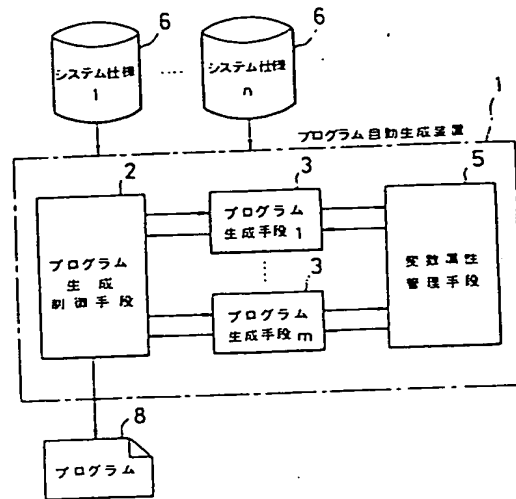 6
6
システム仕様
1
‥‥
システム仕様
n
プログラム自動生成装置
1
2
3
5
プログラム
生成
制御手段
プログラム
生成手段1
3
プログラム
生成手段m
変数属性
管理手段
8
プログラム